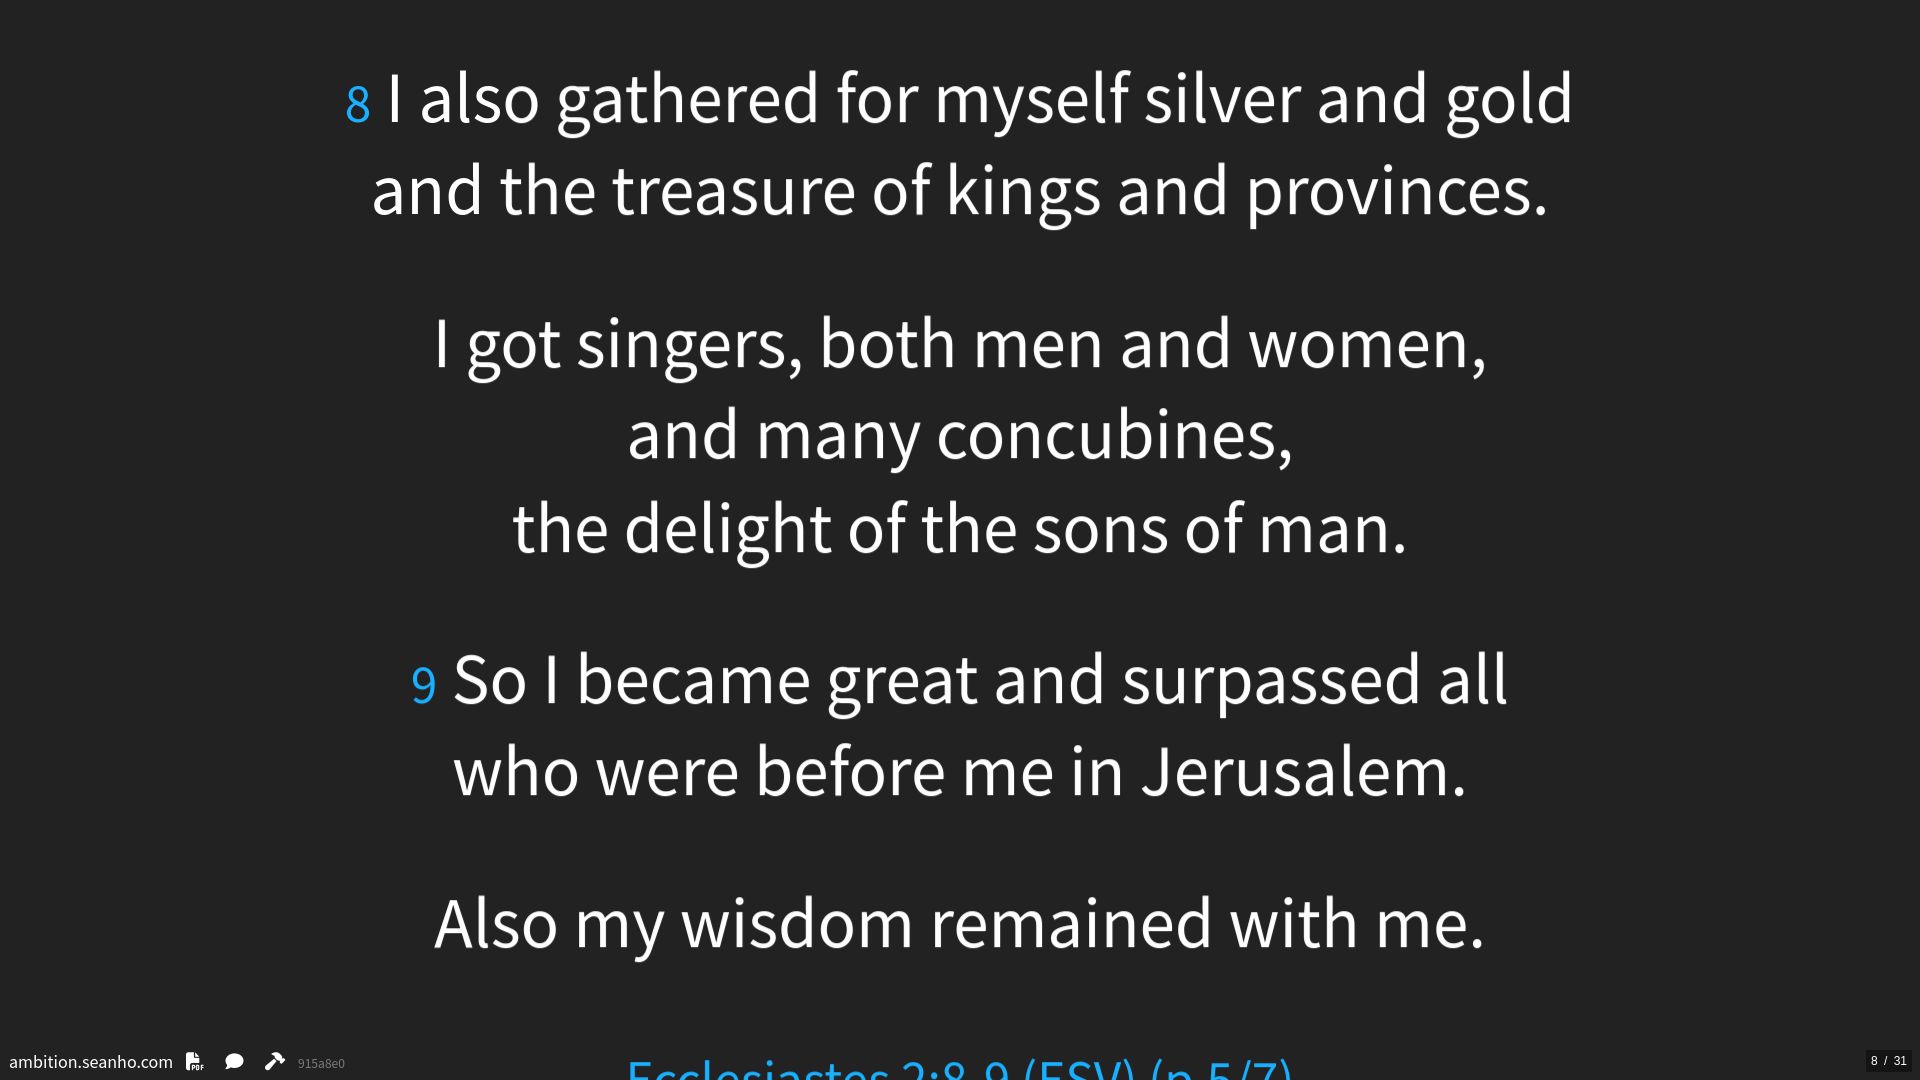 8 I also gathered for myself silver and gold
and the treasure of kings and provinces.
I got singers, both men and women,
and many concubines,
the delight of the sons of man.
9 So I became great and surpassed all
who were before me in Jerusalem.
Also my wisdom remained with me.
Ecclesiastes 2:8-9 (ESV) (p.5/7)
ambition.seanho.com PDF 915a8e0
8 / 31